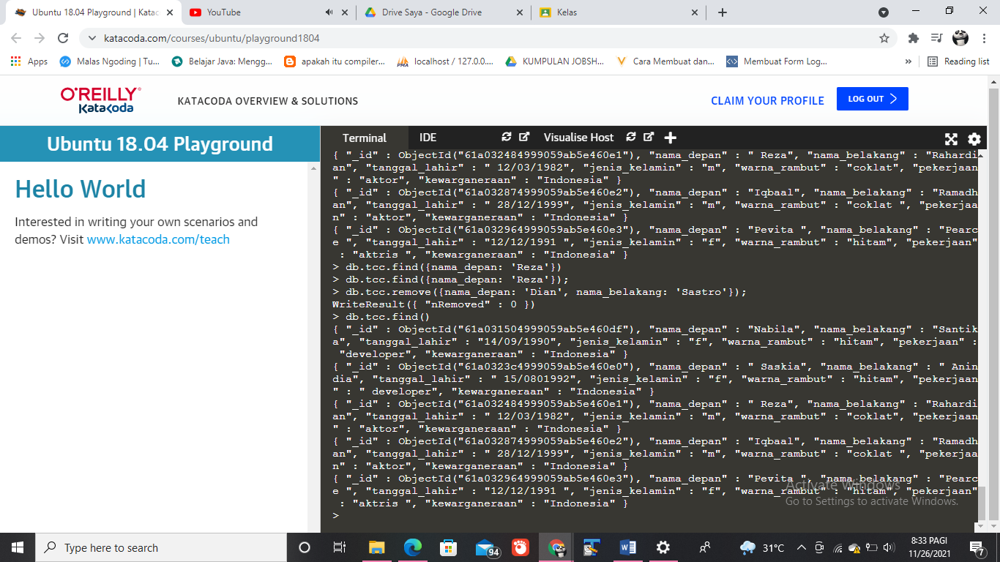 Ubuntu 18.04 Playground | Katac
YouTube
Drive Saya - Google Drive
Kelas
katacoda.com/courses/ubuntu/playground1804
Apps
Malas Ngoding | Tu...
Belajar Java: Mengg...
apakah itu compiler...
localhost / 127.0.0....
KUMPULAN JOBSH...
Cara Membuat dan...
Membuat Form Log...
»
Reading list
O'REILLY®
KataKoda
KATACODA OVERVIEW & SOLUTIONS
CLAIM YOUR PROFILE
LOG OUT
Ubuntu 18.04 Playground
Hello World
Interested in writing your own scenarios and
demos? Visit www.katacoda.com/teach
Terminal
IDE
Visualise Host
{ "_id" : ObjectId("61a032484999059ab5e460e1"), "nama_depan" : " Reza", "nama_belakang" : "Rahardi
an", "tanggal_lahir" : " 12/03/1982", "jenis_kelamin" : "m", "warna_rambut" : "coklat", "pekerjaan
" : "aktor", "kewarganeraan" : "Indonesia" }
{ "_id" : ObjectId("61a032874999059ab5e460e2"), "nama_depan" : "Iqbaal", "nama_belakang" : "Ramadh
an", "tanggal_lahir" : " 28/12/1999", "jenis_kelamin" : "m", "warna_rambut" : "coklat ", "pekerjaa
n" : "aktor", "kewarganeraan" : "Indonesia" }
{ "_id" : ObjectId("61a032964999059ab5e460e3"), "nama_depan" : "Pevita ", "nama_belakang" : "Pearc
e ", "tanggal_lahir" : "12/12/1991 ", "jenis_kelamin" : "f", "warna_rambut" : "hitam", "pekerjaan"
 : "aktris ", "kewarganeraan" : "Indonesia" }
> db.tcc.find({nama_depan: 'Reza'})
> db.tcc.find({nama_depan: 'Reza'});
> db.tcc.remove({nama_depan: 'Dian', nama_belakang: 'Sastro'});
WriteResult({ "nRemoved" : 0 })
> db.tcc.find()
{ "_id" : ObjectId("61a031504999059ab5e460df"), "nama_depan" : "Nabila", "nama_belakang" : "Santik
a", "tanggal_lahir" : "14/09/1990", "jenis_kelamin" : "f", "warna_rambut" : "hitam", "pekerjaan" :
 "developer", "kewarganeraan" : "Indonesia" }
{ "_id" : ObjectId("61a0323c4999059ab5e460e0"), "nama_depan" : " Saskia", "nama_belakang" : " Anin
dia", "tanggal_lahir" : " 15/0801992", "jenis_kelamin" : "f", "warna_rambut" : "hitam", "pekerjaan
" : " developer", "kewarganeraan" : "Indonesia" }
{ "_id" : ObjectId("61a032484999059ab5e460e1"), "nama_depan" : " Reza", "nama_belakang" : "Rahardi
an", "tanggal_lahir" : " 12/03/1982", "jenis_kelamin" : "m", "warna_rambut" : "coklat", "pekerjaan
" : "aktor", "kewarganeraan" : "Indonesia" }
{ "_id" : ObjectId("61a032874999059ab5e460e2"), "nama_depan" : "Iqbaal", "nama_belakang" : "Ramadh
an", "tanggal_lahir" : " 28/12/1999", "jenis_kelamin" : "m", "warna_rambut" : "coklat ", "pekerjaa
n" : "aktor", "kewarganeraan" : "Indonesia" }
{ "_id" : ObjectId("61a032964999059ab5e460e3"), "nama_depan" : "Pevita ", "nama_belakang" : "Pearc
e ", "tanggal_lahir" : "12/12/1991 ", "jenis_kelamin" : "f", "warna_rambut" : "hitam", "pekerjaan"
 : "aktris ", "kewarganeraan" : "Indonesia" }
>
Activate Windows
Go to Settings to activate Windows.
Type here to search
94
31°C
8:33 PAGI
11/26/2021
7